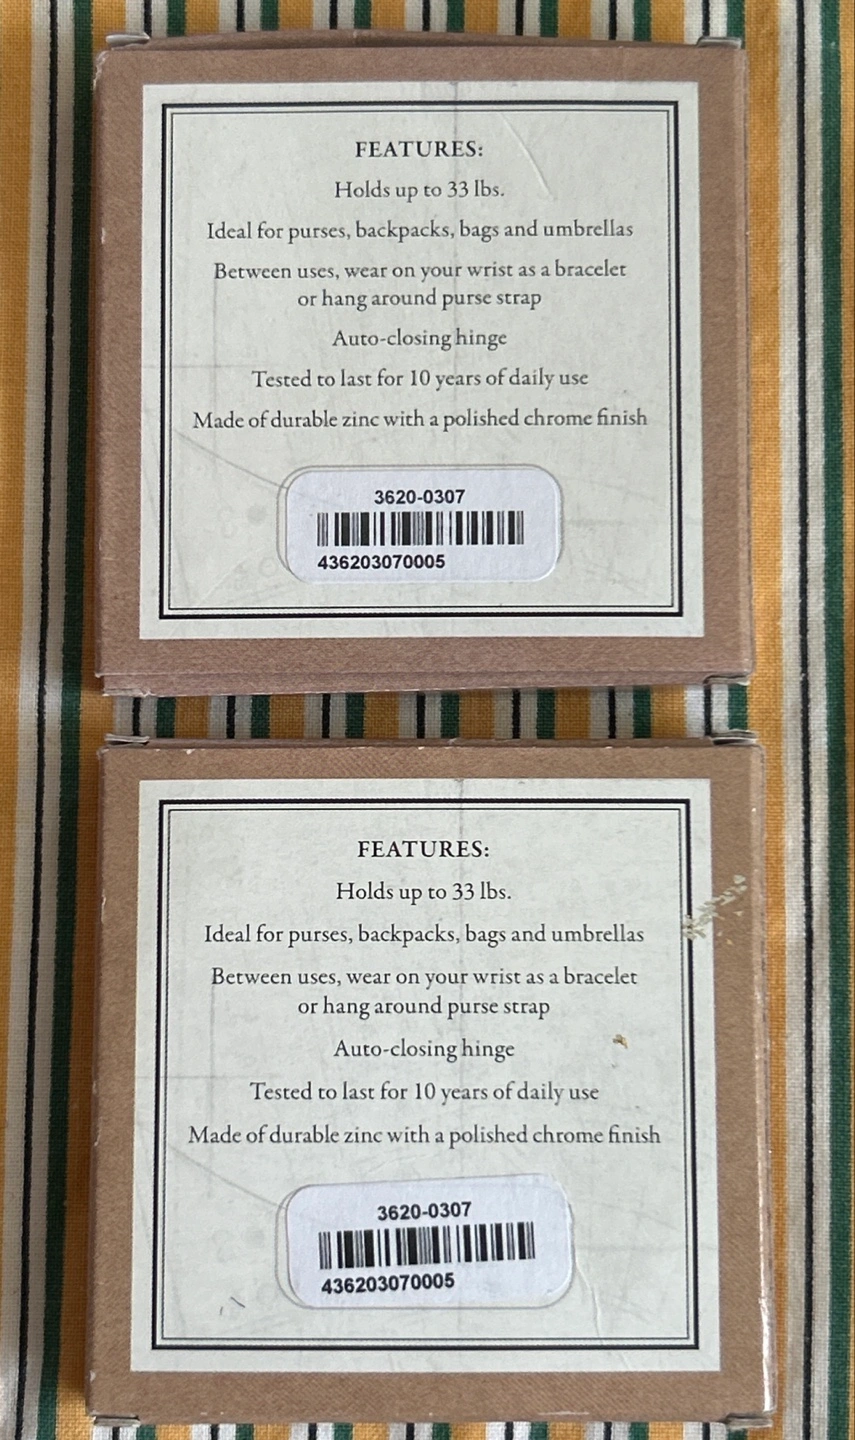 FEATURES:
Holds up to 33 lbs.
Ideal for purses, backpacks, bags and umbrellas
Between uses, wear on your wrist as a bracelet
or hang around purse strap
Auto-closing hinge
Tested to last for 10 years of daily use
Made of durable zinc with a polished chrome finish
3620-0307
436203070005
FEATURES:
Holds up to 33 lbs.
Ideal for purses, backpacks, bags and umbrellas
Between uses, wear on your wrist as a bracelet
or hang around purse strap
Auto-closing hinge
Tested to last for 10 years of daily use
Made of durable zinc with a polished chrome finish
3620-0307
436203070005